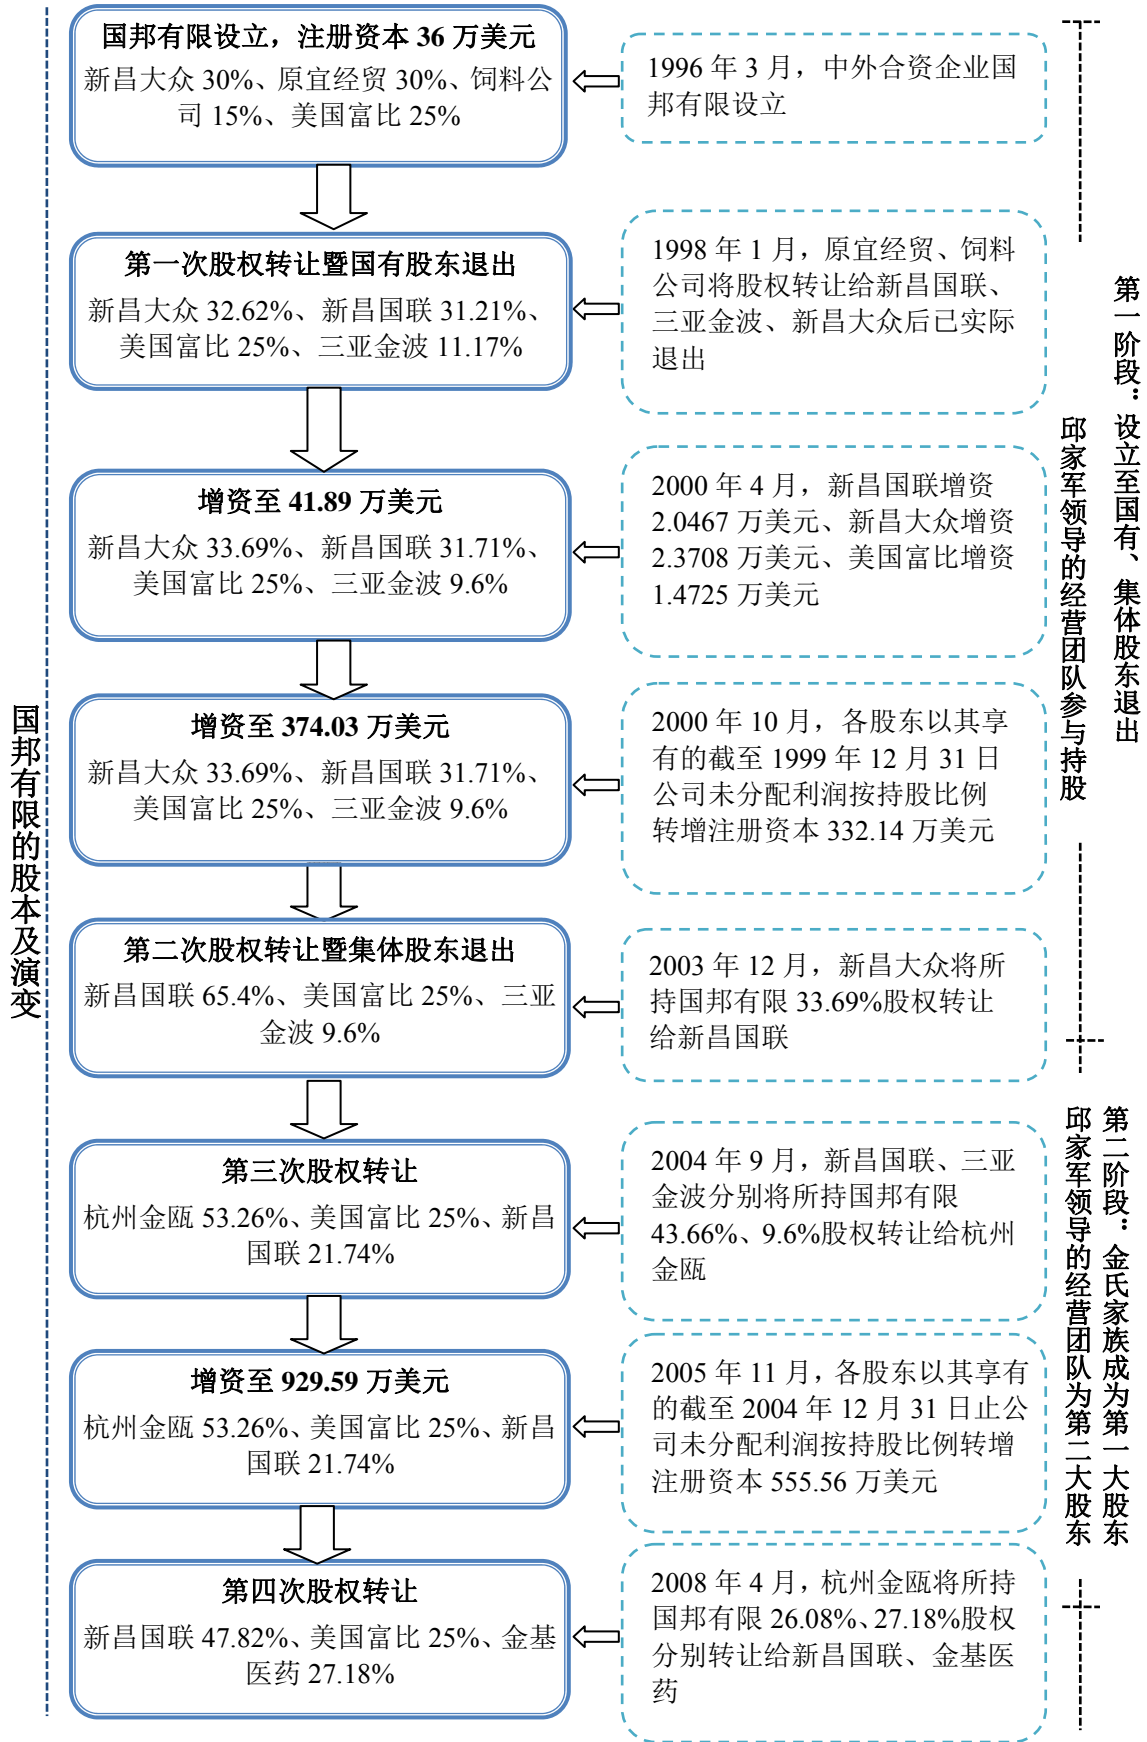 国邦有限的股本及演变
国邦有限设立，注册资本 36 万美元
新昌大众 30%、原宜经贸 30%、饲料公
司 15%、美国富比 25%
1996 年 3 月，中外合资企业国
邦有限设立
第一次股权转让暨国有股东退出
新昌大众 32.62%、新昌国联 31.21%、
美国富比 25%、三亚金波 11.17%
1998 年 1 月，原宜经贸、饲料
公司将股权转让给新昌国联、
三亚金波、新昌大众后已实际
退出
增资至 41.89 万美元
新昌大众 33.69%、新昌国联 31.71%、
美国富比 25%、三亚金波 9.6%
2000 年 4 月，新昌国联增资
2.0467 万美元、新昌大众增资
2.3708 万美元、美国富比增资
1.4725 万美元
增资至 374.03 万美元
新昌大众 33.69%、新昌国联 31.71%、
美国富比 25%、三亚金波 9.6%
2000 年 10 月，各股东以其享
有的截至 1999 年 12 月 31 日
公司未分配利润按持股比例
转增注册资本 332.14 万美元
第二次股权转让暨集体股东退出
新昌国联 65.4%、美国富比 25%、三亚
金波 9.6%
2003 年 12 月，新昌大众将所
持国邦有限 33.69%股权转让
给新昌国联
第三次股权转让
杭州金瓯 53.26%、美国富比 25%、新昌
国联 21.74%
2004 年 9 月，新昌国联、三亚
金波分别将所持国邦有限
43.66%、9.6%股权转让给杭州
金瓯
增资至 929.59 万美元
杭州金瓯 53.26%、美国富比 25%、新昌
国联 21.74%
2005 年 11 月，各股东以其享有
的截至 2004 年 12 月 31 日止公
司未分配利润按持股比例转增
注册资本 555.56 万美元
第四次股权转让
新昌国联 47.82%、美国富比 25%、金基
医药 27.18%
2008 年 4 月，杭州金瓯将所持
国邦有限 26.08%、27.18%股权
分别转让给新昌国联、金基医
药
第一阶段：设立至国有、集体股东退出
邱家军领导的经营团队参与持股
第二阶段：金氏家族成为第一大股东
邱家军领导的经营团队为第二大股东